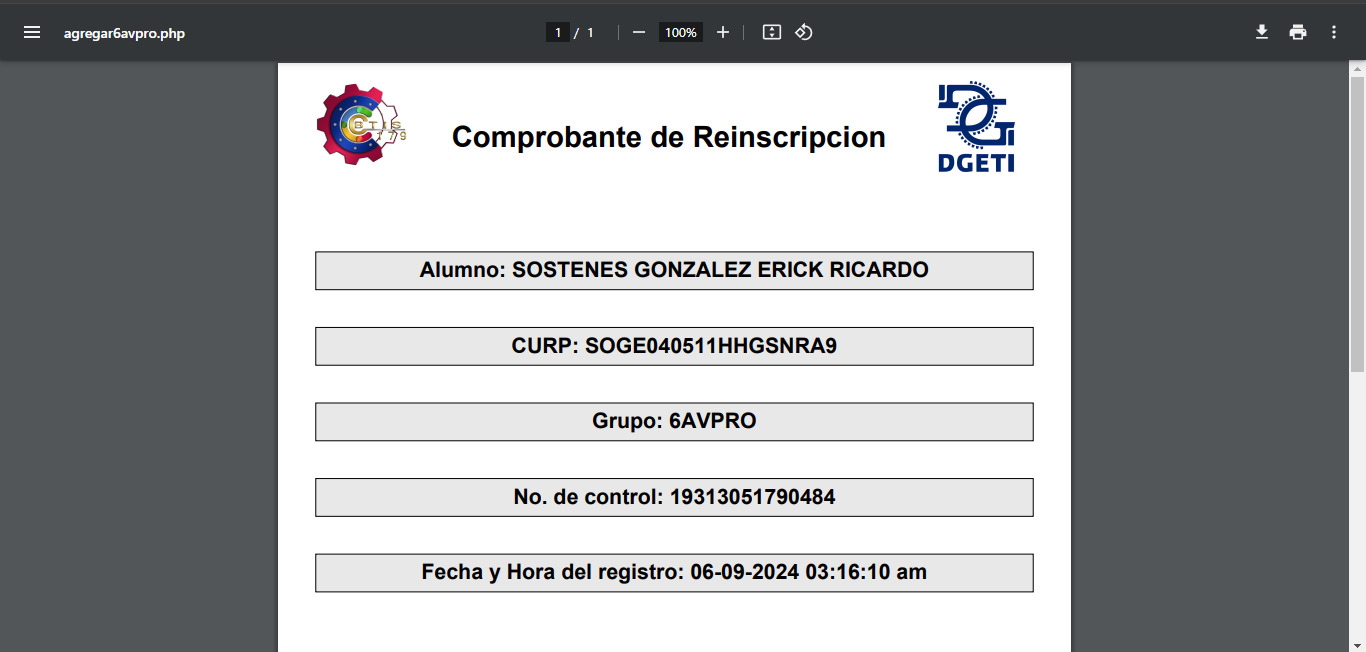 agregar6avpro.php
1 / 1
100%
CBTIS
179
Comprobante de Reinscripcion
DGETI
Alumno: SOSTENES GONZALEZ ERICK RICARDO
CURP: SOGE040511HHGSNRA9
Grupo: 6AVPRO
No. de control: 19313051790484
Fecha y Hora del registro: 06-09-2024 03:16:10 am